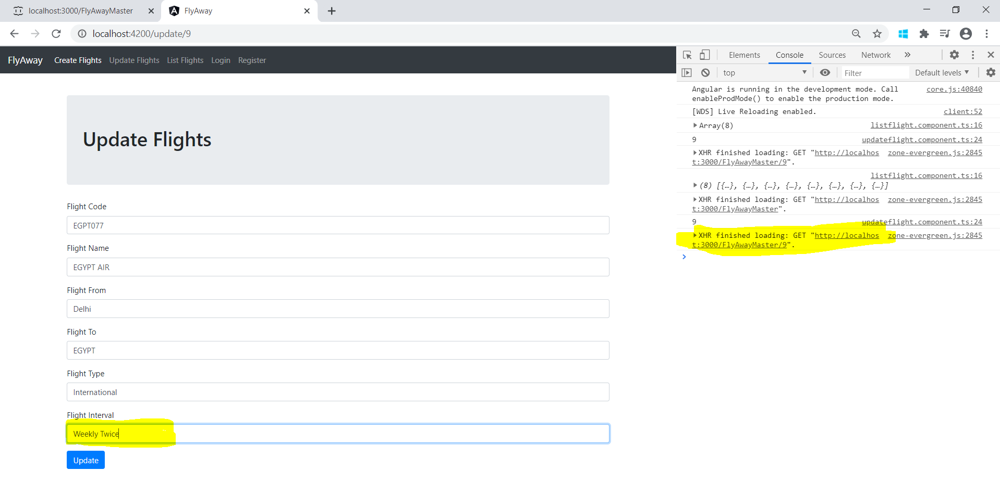 localhost:3000/FlyAwayMaster
FlyAway
localhost:4200/update/9
FlyAway Create Flights Update Flights List Flights Login Register
Update Flights
Flight Code
EGPT077
Flight Name
EGYPT AIR
Flight From
Delhi
Flight To
EGYPT
Flight Type
International
Flight Interval
Weekly Twice
Update
Elements Console Sources Network »
top Filter Default levels
Angular is running in the development mode. Call core.js:40840
enableProdMode() to enable the production mode.
[WDS] Live Reloading enabled. client:52
Array(8) listflight.component.ts:16
9 updateflight.component.ts:24
XHR finished loading: GET "http://localhos zone-evergreen.js:2845
t:3000/FlyAwayMaster/9".
listflight.component.ts:16
(8) [{…}, {…}, {…}, {…}, {…}, {…}, {…}, {…}]
XHR finished loading: GET "http://localhos zone-evergreen.js:2845
t:3000/FlyAwayMaster".
9 updateflight.component.ts:24
XHR finished loading: GET "http://localhos zone-evergreen.js:2845
t:3000/FlyAwayMaster/9".